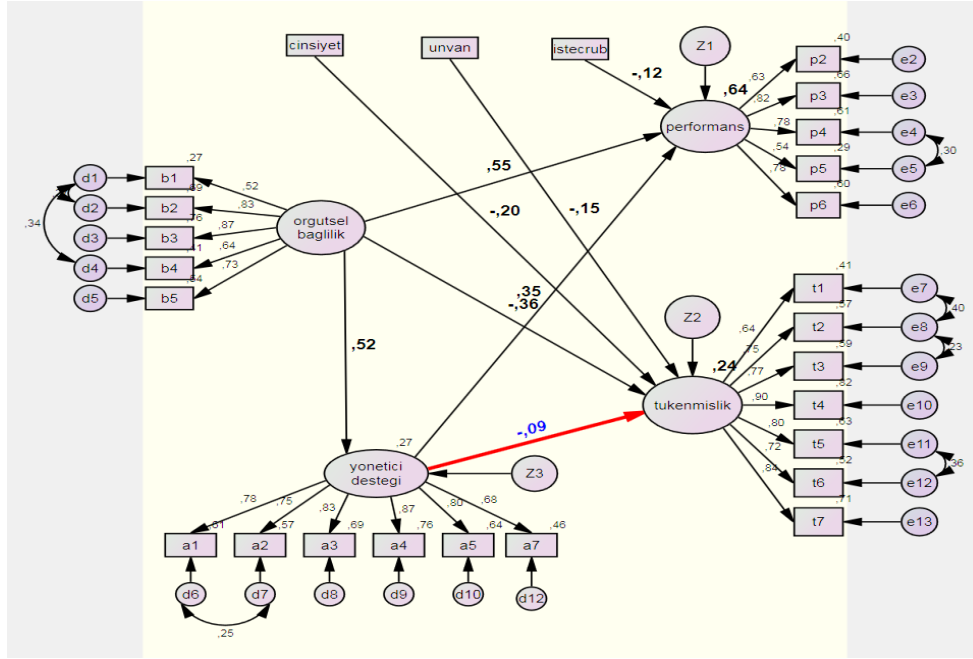 cinsiyet
unvan
istecrub
Z1
-,12
,64
performans
,40
p2
e2
,63
,66
p3
e3
,82
,61
p4
e4
,78
,29
p5
e5
,54
,30
,60
p6
e6
,78
,55
-,20
-,15
,27
d1
b1
,52
,69
d2
b2
,83
,76
d3
b3
,87
,34
d4
b4
,64
d5
b5
,73
orgutsel
baglilik
,35
-,36
,52
Z2
,24
tukenmislik
,41
t1
e7
,64
,40
,57
t2
e8
,75
,23
t3
e9
,77
t4
e10
,90
,63
t5
e11
,80
,36
,52
t6
e12
,72
,71
t7
e13
,84
-,09
,27
yonetici
destegi
Z3
,78
,75
,83
,87
,80
,68
,57
,69
,76
,64
,46
a1
a2
a3
a4
a5
a7
d6
d7
d8
d9
d10
d12
,25